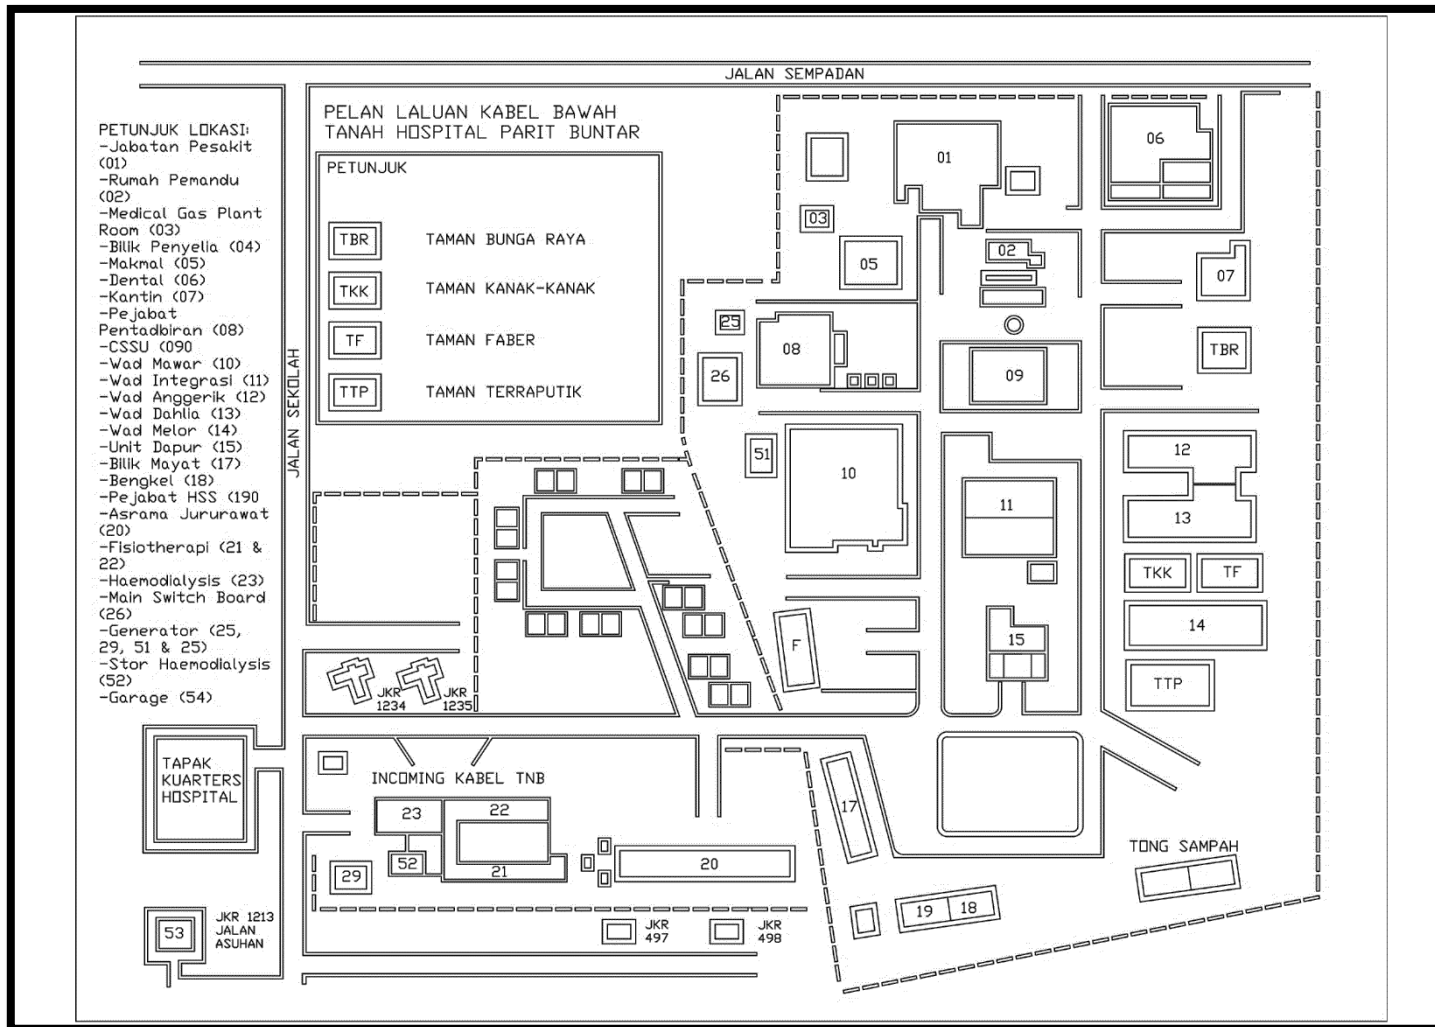 JALAN SEMPADAN
PELAN LALUAN KABEL BAWAH
TANAH HOSPITAL PARIT BUNTAR
PETUNJUK LOKASI:
-Jabatan Pesakit
(01)
-Rumah Pemandu
(02)
-Medical Gas Plant
Room (03)
-Bilik Penyelia (04)
-Makmal (05)
-Dental (06)
-Kantin (07)
-Pejabat
Pentadbiran (08)
-CSSU (090
-Wad Mawar (10)
-Wad Integrasi (11)
-Wad Anggerik (12)
-Wad Dahlia (13)
-Wad Melor (14)
-Unit Dapur (15)
-Bilik Mayat (17)
-Bengkel (18)
-Pejabat HSS (190
-Asrama Jururawat
(20)
-Fisiotherapi (21 &
22)
-Haemodialysis (23)
-Main Switch Board
(26)
-Generator (25,
29, 51 & 25)
-Stor Haemodialysis
(52)
-Garage (54)
JALAN SEKOLAH
PETUNJUK
TBR TAMAN BUNGA RAYA
TKK TAMAN KANAK-KANAK
TF TAMAN FABER
TTP TAMAN TERRAPUTIK
01
06
03
02
05
07
25
08
TBR
26
09
51
10
11
12
13
TKK
TF
14
15
F
TTP
JKR
1234
JKR
1235
TAPAK
KUARTERS
HOSPITAL
INCOMING KABEL TNB
23
22
17
52
21
20
29
TONG SAMPAH
19
18
53
JKR 1213
JALAN
ASUHAN
JKR
497
JKR
498